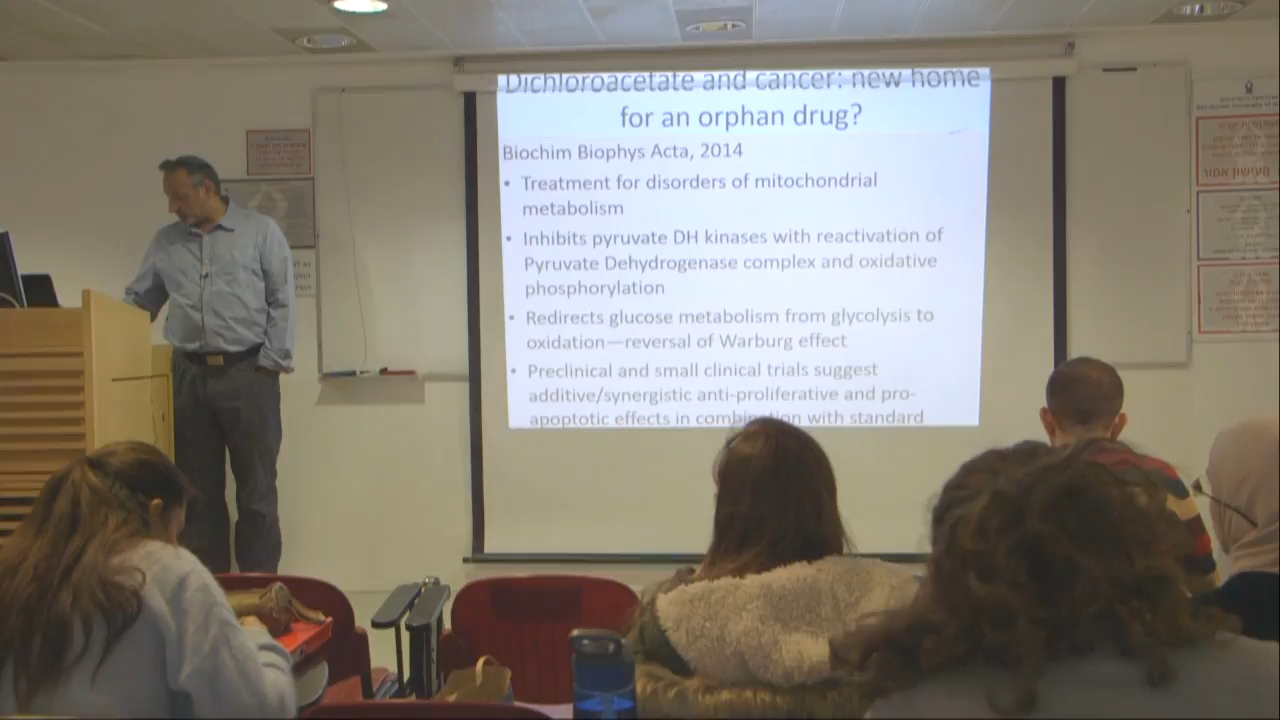 Dichloroacetate and cancer: new home
for an orphan drug?
Biochim Biophys Acta, 2014
• Treatment for disorders of mitochondrial
metabolism
• Inhibits pyruvate DH kinases with reactivation of
Pyruvate Dehydrogenase complex and oxidative
phosphorylation
• Redirects glucose metabolism from glycolysis to
oxidation—reversal of Warburg effect
• Preclinical and small clinical trials suggest
additive/synergistic anti-proliferative and pro-
apoptotic effects in combination with standard